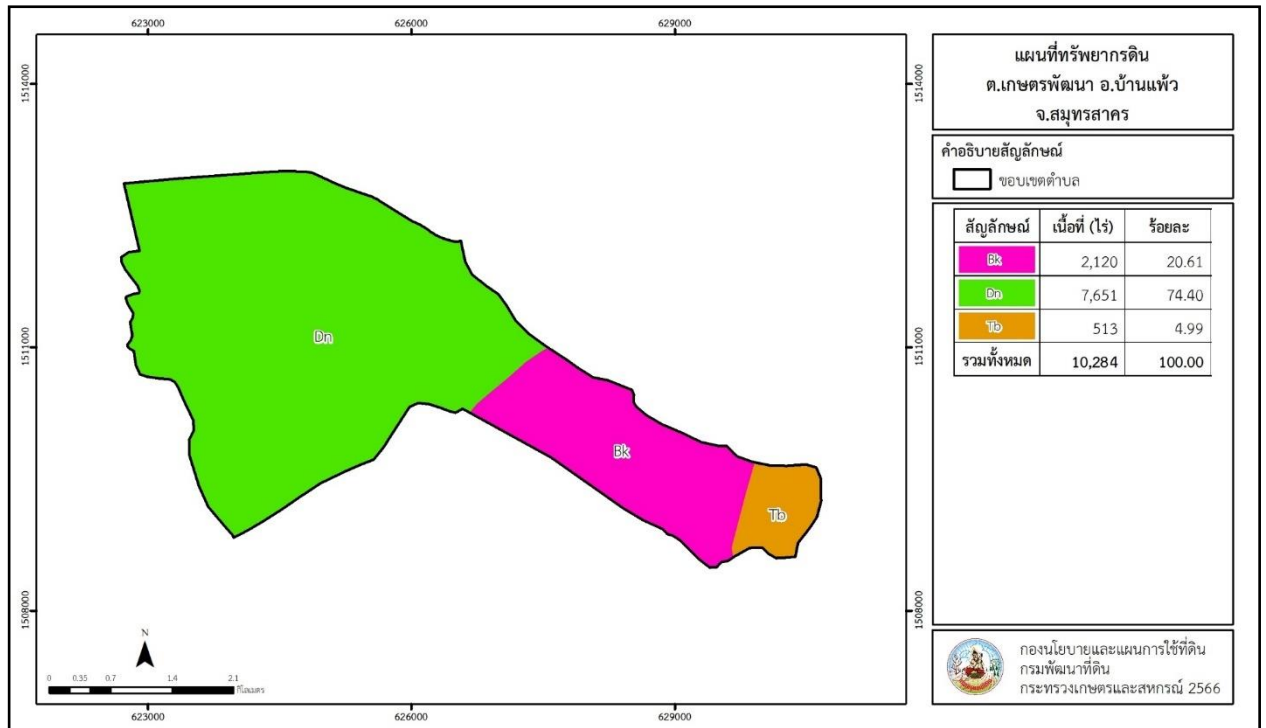 623000
626000
629000
1514000
1514000
1511000
1511000
1508000
1508000
Dn
Bk
Tb
N
0 0.35 0.7 1.4 2.1
กิโลเมตร
623000
626000
629000
แผนที่ทรัพยากรดิน
ต.เกษตรพัฒนา อ.บ้านแพ้ว
จ.สมุทรสาคร
คำอธิบายสัญลักษณ์
ขอบเขตตำบล
สัญลักษณ์ เนื้อที่ (ไร่) ร้อยละ
Bk 2,120 20.61
Dn 7,651 74.40
Tb 513 4.99
รวมทั้งหมด 10,284 100.00
กองนโยบายและแผนการใช้ที่ดิน
กรมพัฒนาที่ดิน
กระทรวงเกษตรและสหกรณ์ 2566